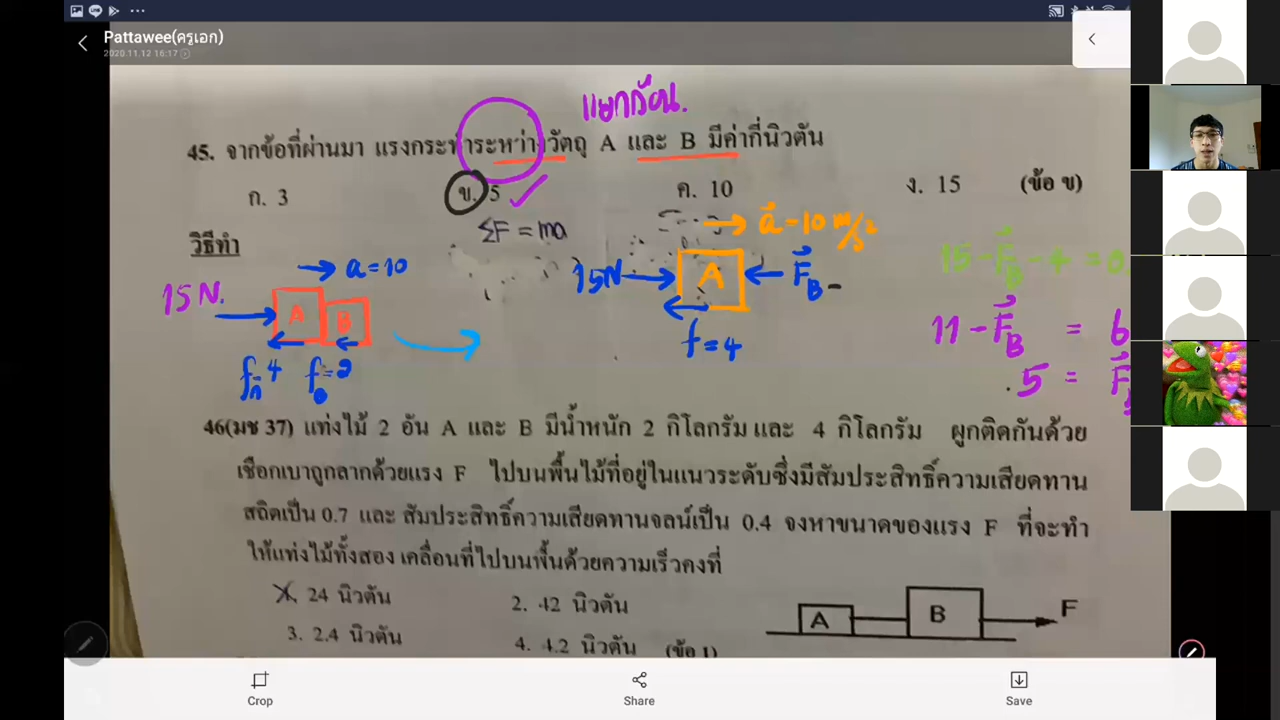 Pattawee(ครูเอก)
2020.11.12 16:17
แยกก้อน.
45. จากข้อที่ผ่านมา แรงกระทำระหว่างวัตถุ A และ B มีค่ากี่นิวตัน
ก. 3 ข. 5 ค. 10 ง. 15 (ข้อ ข)
วิธีทำ
ΣF = ma
a = 10 m/s²
a = 10
15 N.
15N
A
F_B
A B
f = 4
= 4
= 2
15 - F_B - 4 =
11 - F_B = 6
5 = F
46(มช 37) แท่งไม้ 2 อัน A และ B มีน้ำหนัก 2 กิโลกรัมและ 4 กิโลกรัม ผูกติดกันด้วย
เชือกเบาถูกลากด้วยแรง F ไปบนพื้นไม้ที่อยู่ในแนวระดับซึ่งมีสัมประสิทธิ์ความเสียดทาน
สถิตเป็น 0.7 และ สัมประสิทธิ์ความเสียดทานจลน์เป็น 0.4 จงหาขนาดของแรง F ที่จะทำ
ให้แท่งไม้ทั้งสอง เคลื่อนที่ไปบนพื้นด้วยความเร็วคงที่
24 นิวตัน 2. 42 นิวตัน
3. 2.4 นิวตัน 4. 4.2 นิวตัน (ข้อ 1)
A B F
Crop Share Save